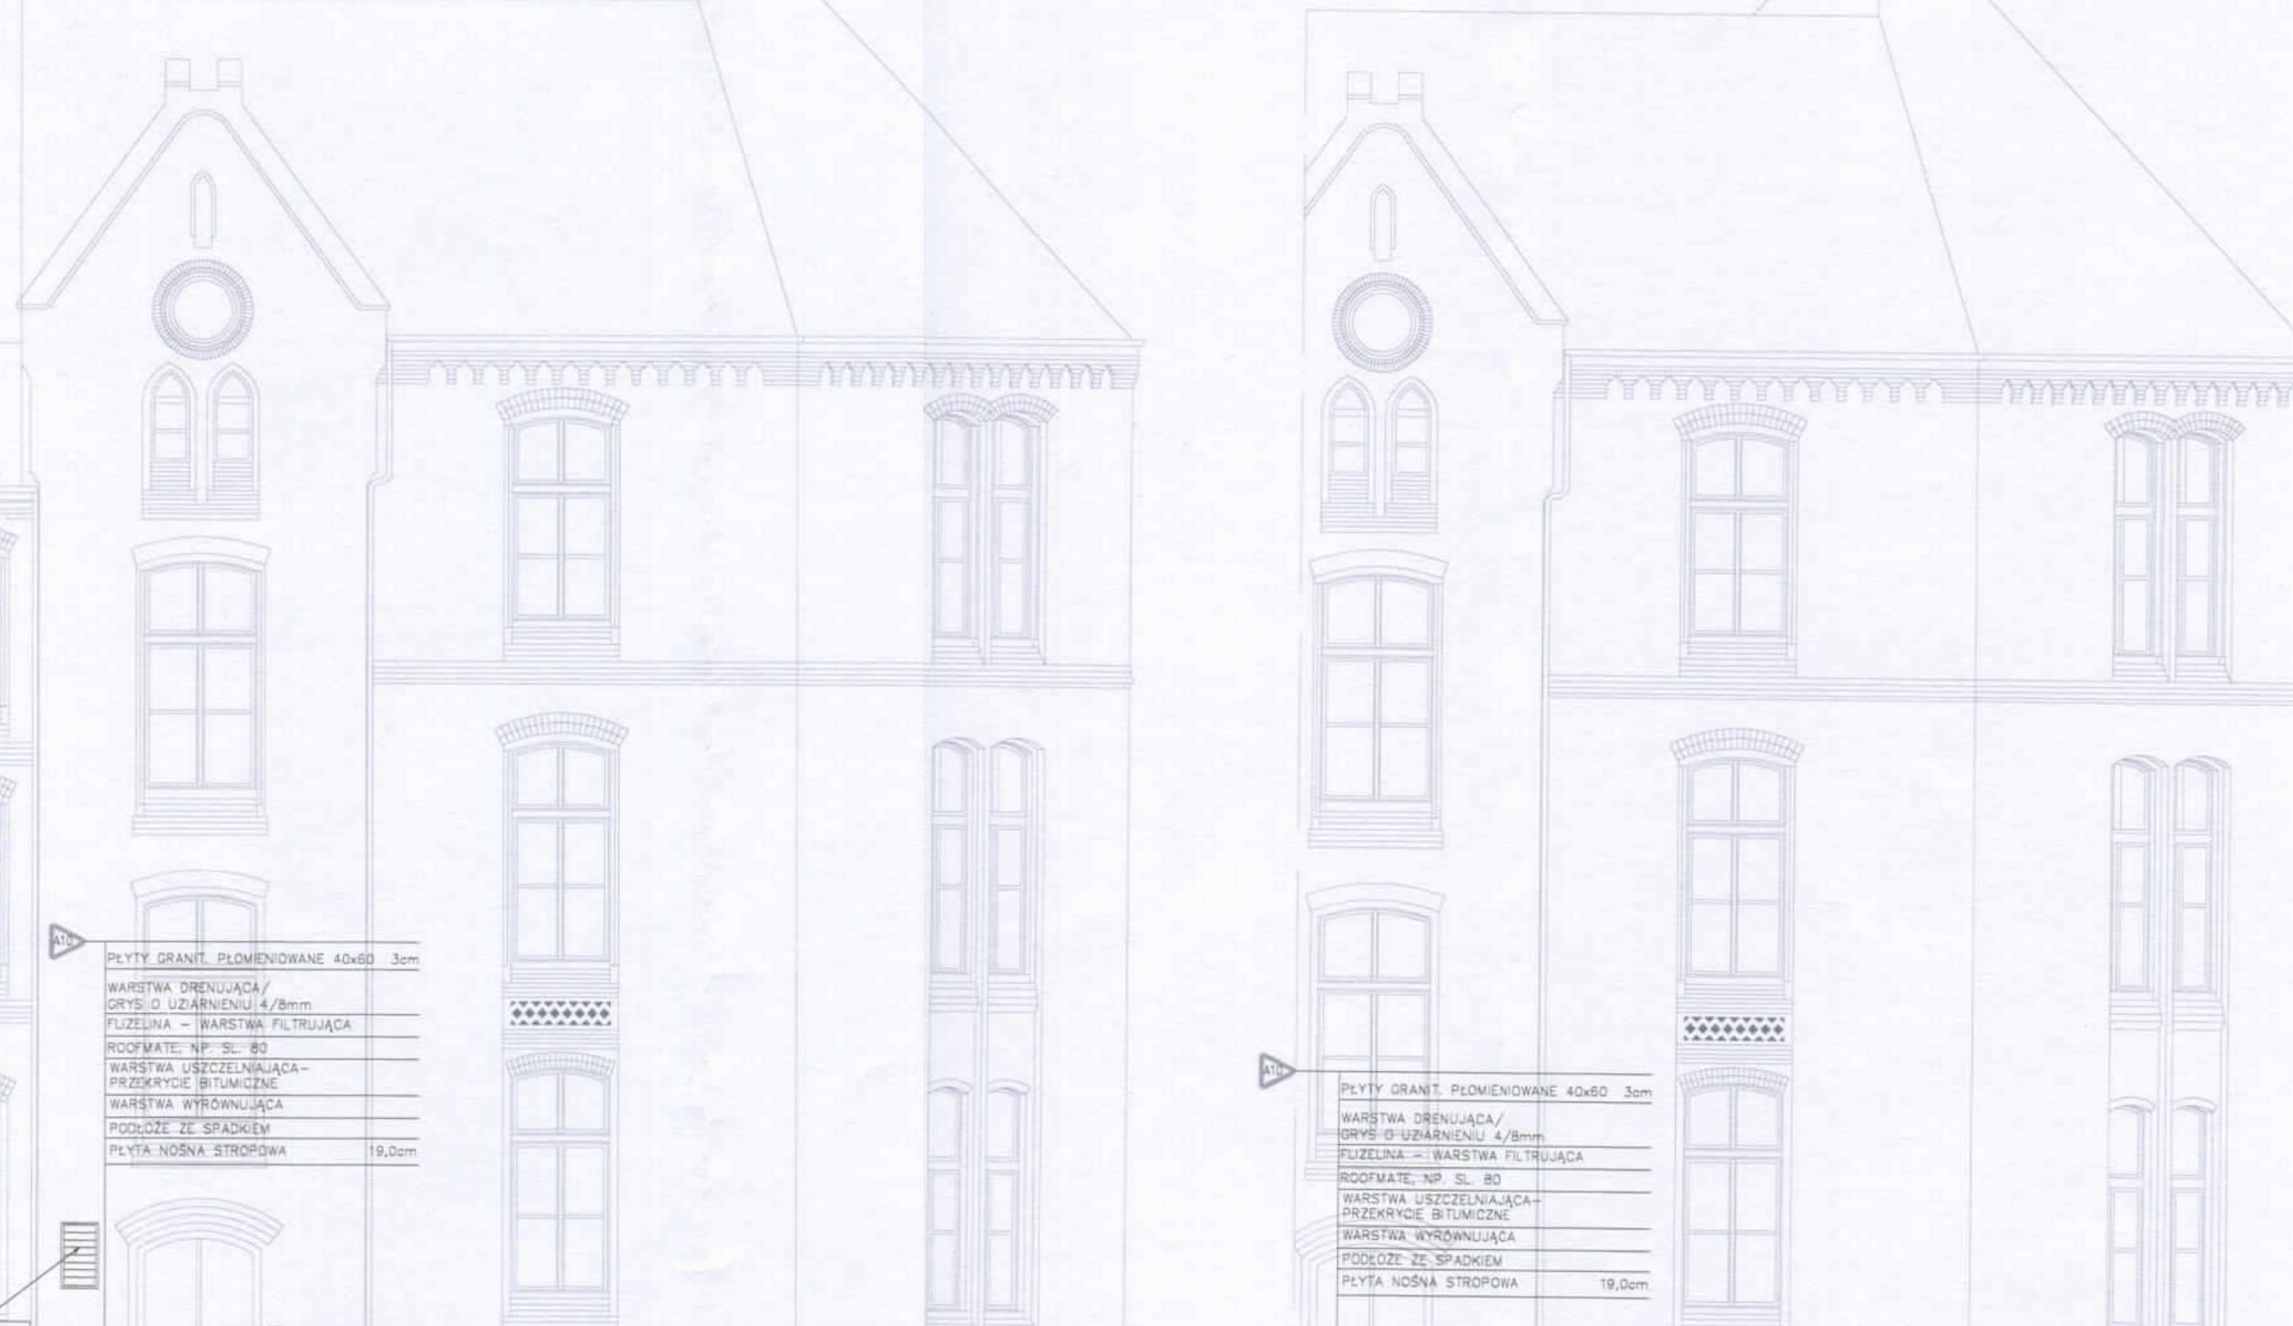 A10
PŁYTY GRANIT. PŁOMIENIOWANE 40x60 3cm
WARSTWA DRENUJĄCA/
GRYS O UZIARNIENIU 4/8mm
FLIZELINA – WARSTWA FILTRUJĄCA
ROOFMATE, NP. SL. 80
WARSTWA USZCZELNIAJĄCA–
PRZEKRYCIE BITUMICZNE
WARSTWA WYRÓWNUJĄCA
PODŁOŻE ZE SPADKIEM
PŁYTA NOŚNA STROPOWA 19,0cm
A10
PŁYTY GRANIT. PŁOMIENIOWANE 40x60 3cm
WARSTWA DRENUJĄCA/
GRYS O UZIARNIENIU 4/8mm
FLIZELINA – WARSTWA FILTRUJĄCA
ROOFMATE, NP. SL. 80
WARSTWA USZCZELNIAJĄCA–
PRZEKRYCIE BITUMICZNE
WARSTWA WYRÓWNUJĄCA
PODŁOŻE ZE SPADKIEM
PŁYTA NOŚNA STROPOWA 19,0cm